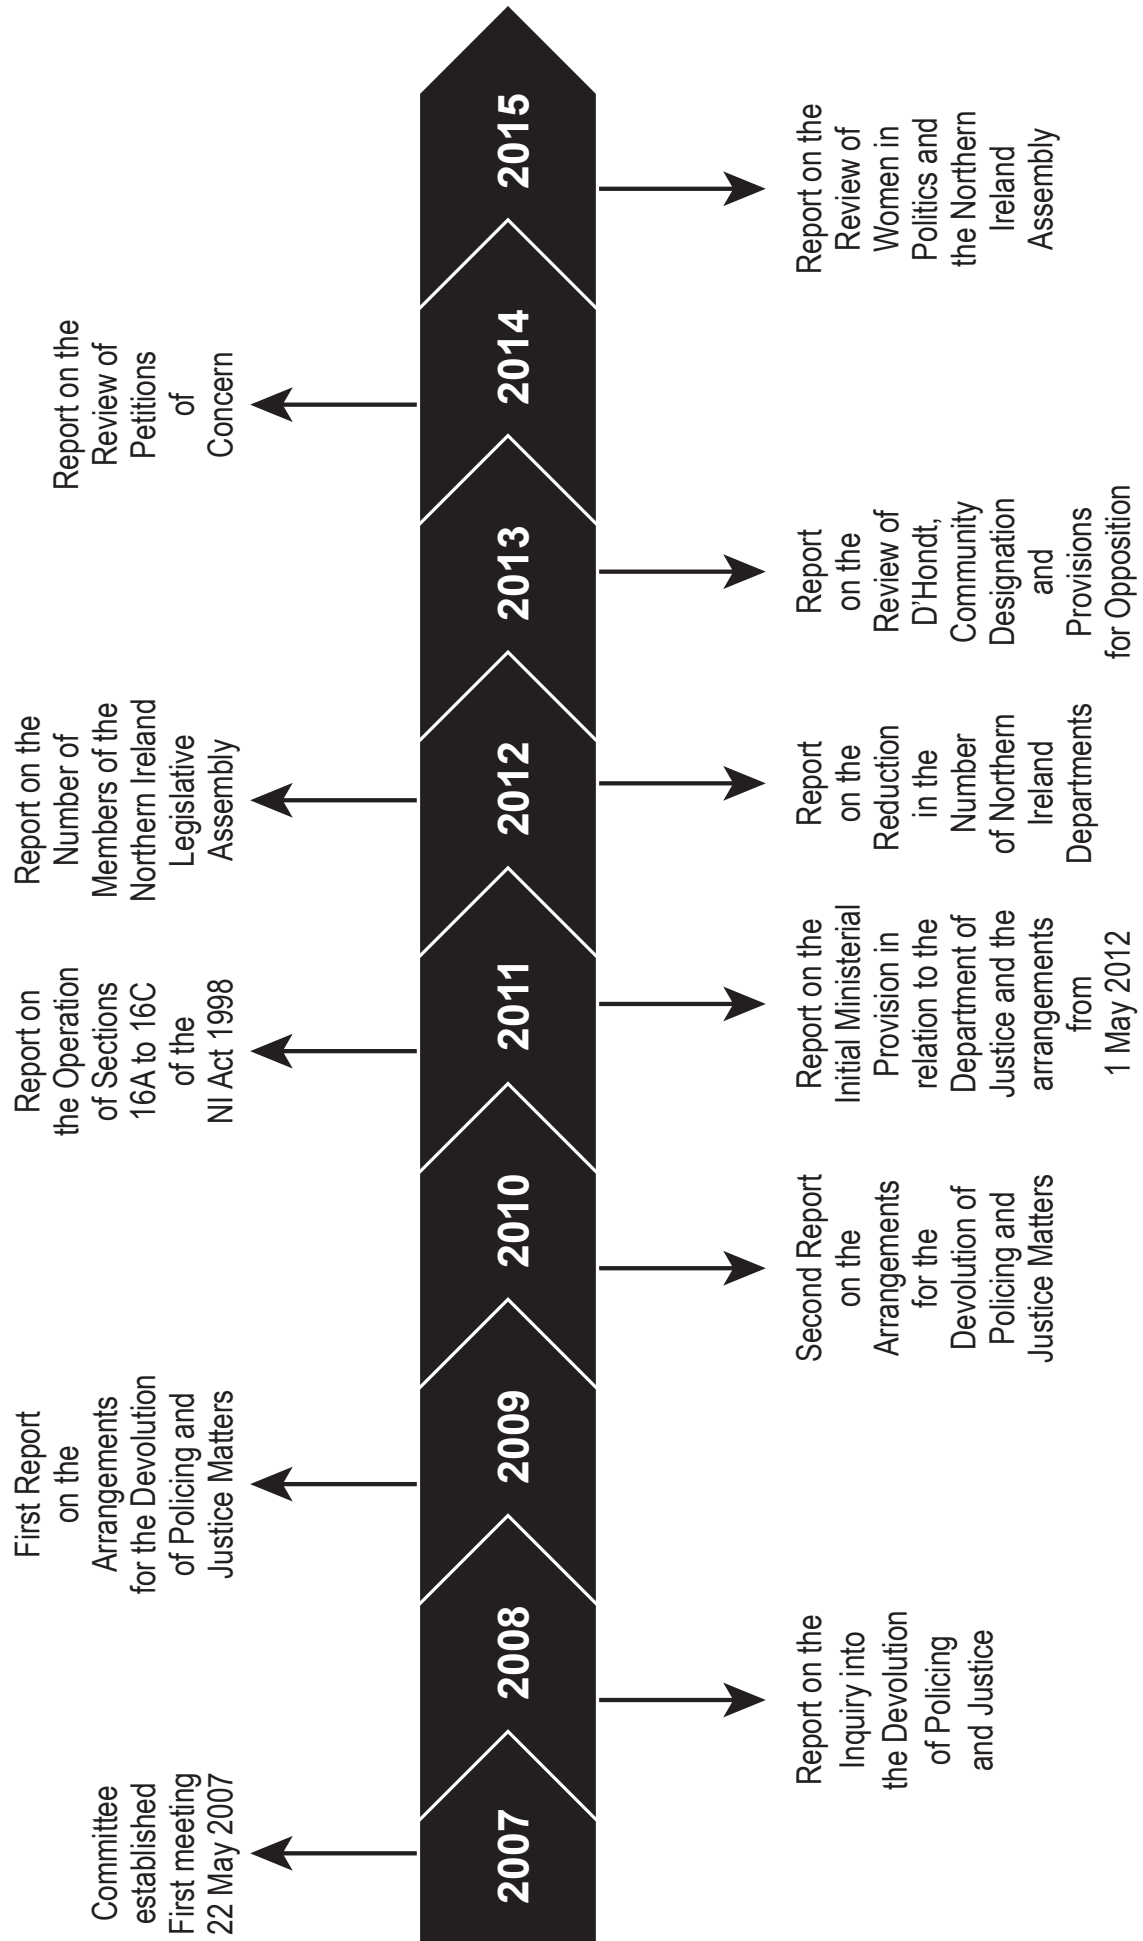 Committee
established
First meeting
22 May 2007
First Report
on the
Arrangements
for the Devolution
of Policing and
Justice Matters
Report on
the Operation
of Sections
16A to 16C
of the
NI Act 1998
Report on the
Number of
Members of the
Northern Ireland
Legislative
Assembly
Report on the
Review of
Petitions
of
Concern
2007
2008
2009
2010
2011
2012
2013
2014
2015
Report on the
Inquiry into
the Devolution
of Policing
and Justice
Second Report
on the
Arrangements
for the
Devolution of
Policing and
Justice Matters
Report on the
Initial Ministerial
Provision in
relation to the
Department of
Justice and the
arrangements
from
1 May 2012
Report
on the
Reduction
in the
Number
of Northern
Ireland
Departments
Report
on the
Review of
D'Hondt,
Community
Designation
and
Provisions
for Opposition
Report on the
Review of
Women in
Politics and
the Northern
Ireland
Assembly